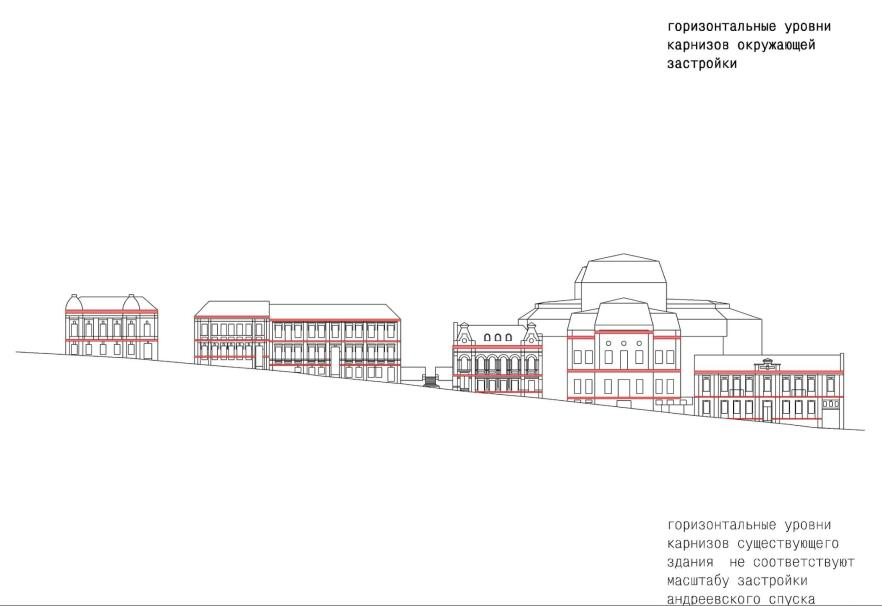 горизонтальные уровни
карнизов окружающей
застройки
горизонтальные уровни
карнизов существующего
здания не соответствуют
масштабу застройки
андреевского спуска